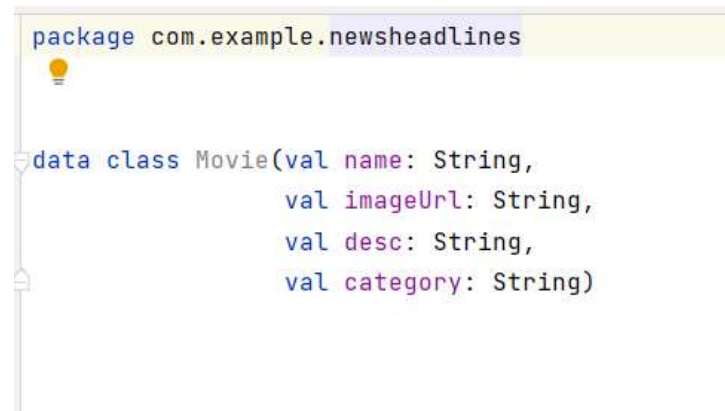 package com.example.newsheadlines
data class Movie(val name: String,
val imageUrl: String,
val desc: String,
val category: String)